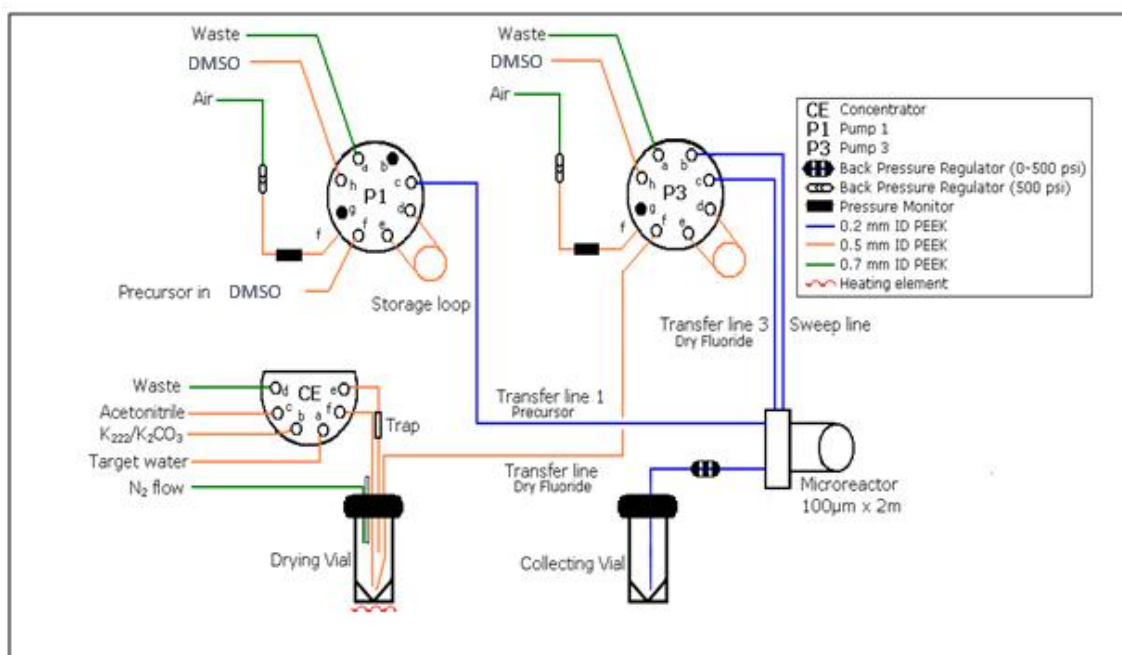 Waste
DMSO
Air
a
b
c
d
e
f
g
h
P1
f
Precursor in DMSO
Storage loop
Waste
DMSO
Air
a
b
c
d
e
f
g
h
P3
f
Transfer line 3
Dry Fluoride
Sweep line
CE Concentrator
P1 Pump 1
P3 Pump 3
Back Pressure Regulator (0-500 psi)
Back Pressure Regulator (500 psi)
Pressure Monitor
0.2 mm ID PEEK
0.5 mm ID PEEK
0.7 mm ID PEEK
Heating element
Waste
Acetonitrile
K₂₂₂/K₂CO₃
Target water
N₂ flow
CE
d
c
b
a
f
e
Trap
Transfer line 1
Precursor
Transfer line
Dry Fluoride
Drying Vial
Collecting Vial
Microreactor
100µm x 2m